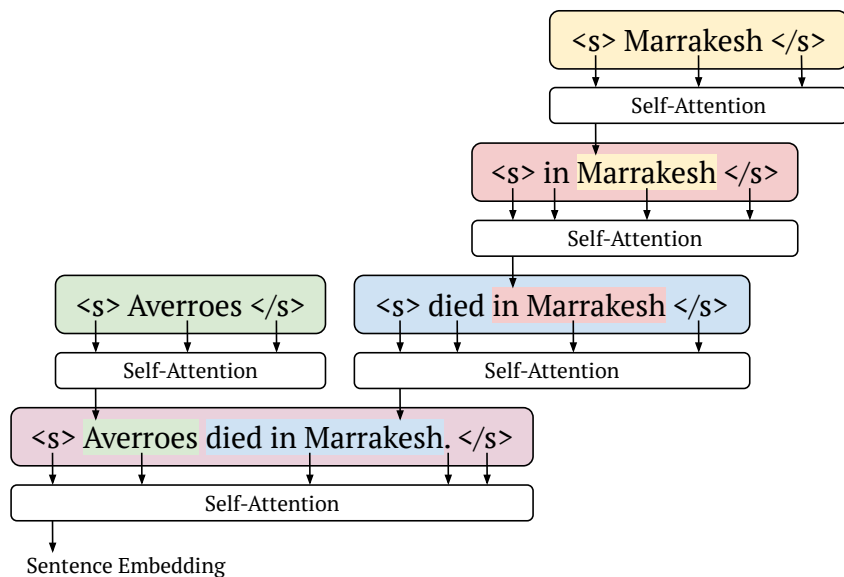 <s> Marrakesh </s>
Self-Attention
<s> in Marrakesh </s>
Self-Attention
<s> Averroes </s>
<s> died in Marrakesh </s>
Self-Attention
Self-Attention
<s> Averroes died in Marrakesh. </s>
Self-Attention
Sentence Embedding